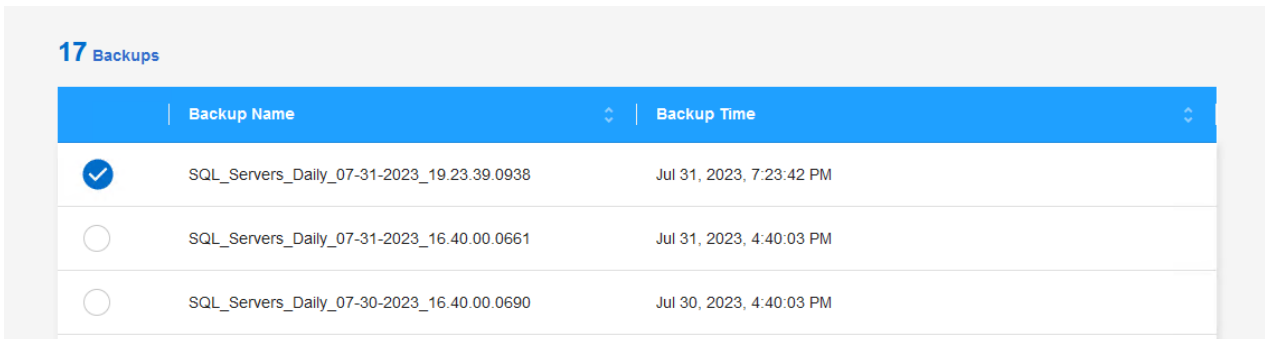 17 Backups
Backup Name Backup Time
SQL_Servers_Daily_07-31-2023_19.23.39.0938 Jul 31, 2023, 7:23:42 PM
SQL_Servers_Daily_07-31-2023_16.40.00.0661 Jul 31, 2023, 4:40:03 PM
SQL_Servers_Daily_07-30-2023_16.40.00.0690 Jul 30, 2023, 4:40:03 PM